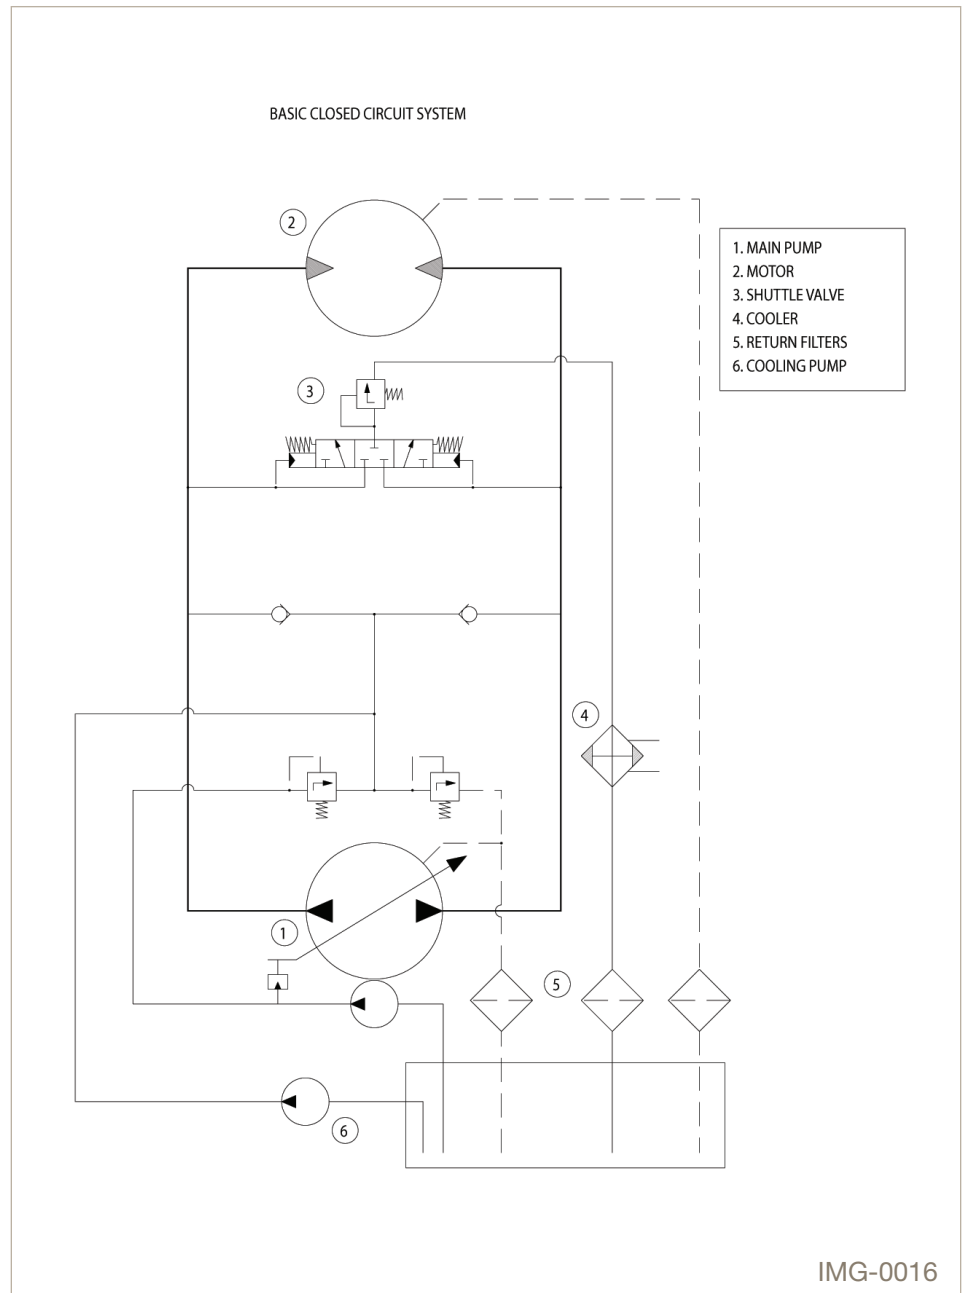 BASIC CLOSED CIRCUIT SYSTEM
2
1. MAIN PUMP
2. MOTOR
3. SHUTTLE VALVE
4. COOLER
5. RETURN FILTERS
6. COOLING PUMP
3
4
1
5
6
IMG-0016